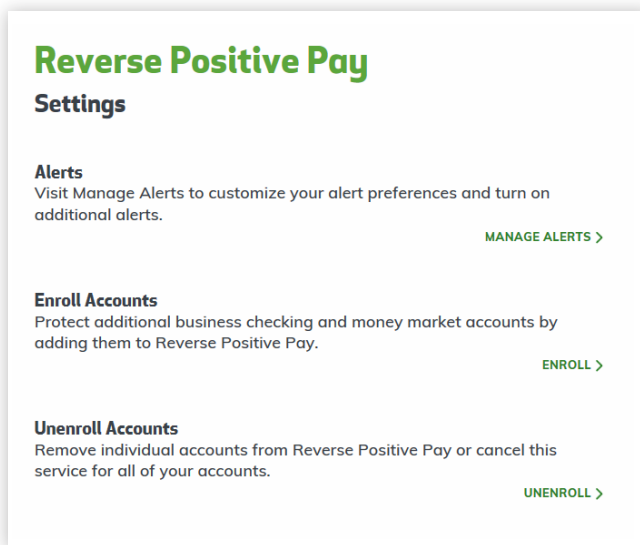 Reverse Positive Pay
Settings
Alerts
Visit Manage Alerts to customize your alert preferences and turn on
additional alerts.
MANAGE ALERTS >
Enroll Accounts
Protect additional business checking and money market accounts by
adding them to Reverse Positive Pay.
ENROLL >
Unenroll Accounts
Remove individual accounts from Reverse Positive Pay or cancel this
service for all of your accounts.
UNENROLL >